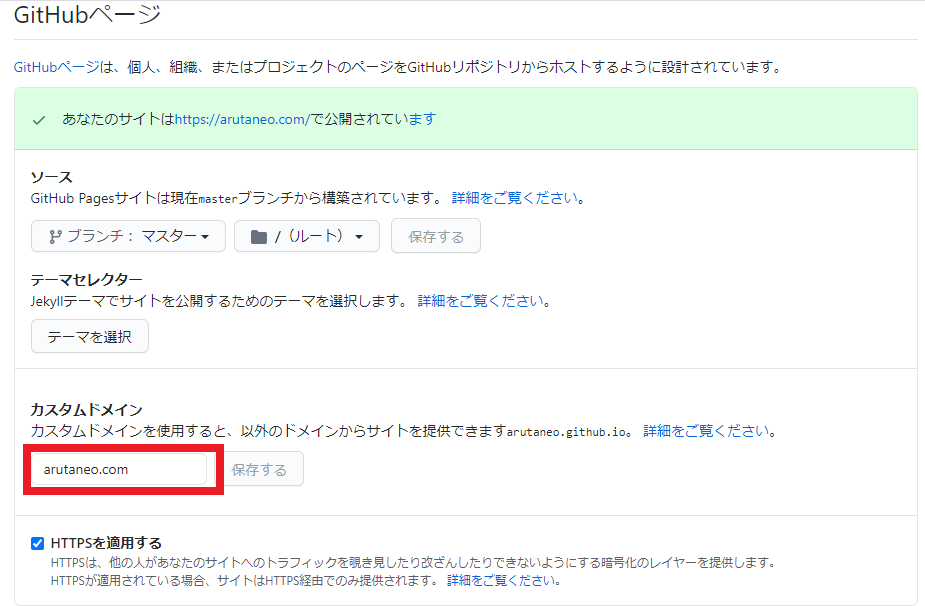 GitHubページ
GitHubページは、個人、組織、またはプロジェクトのページをGitHubリポジトリからホストするように設計されています。
あなたのサイトはhttps://arutaneo.com/で公開されています
ソース
GitHub Pagesサイトは現在masterブランチから構築されています。 詳細をご覧ください。
ブランチ： マスター /（ルート） 保存する
テーマセレクター
Jekyllテーマでサイトを公開するためのテーマを選択します。 詳細をご覧ください。
テーマを選択
カスタムドメイン
カスタムドメインを使用すると、以外のドメインからサイトを提供できますarutaneo.github.io。 詳細をご覧ください。
arutaneo.com 保存する
HTTPSを適用する
HTTPSは、他の人があなたのサイトへのトラフィックを覗き見したり改ざんしたりできないようにする暗号化のレイヤーを提供します。
HTTPSが適用されている場合、サイトはHTTPS経由でのみ提供されます。 詳細をご覧ください。